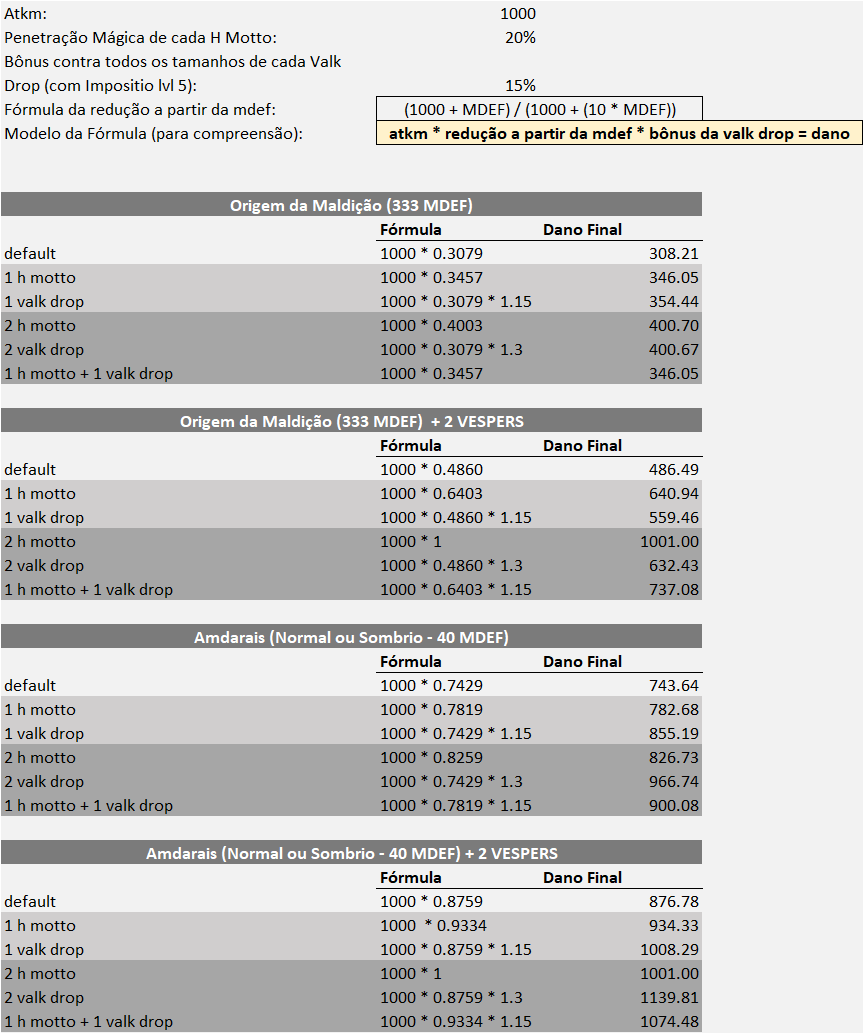 Atkm: 1000
Penetração Mágica de cada H Motto: 20%
Bônus contra todos os tamanhos de cada Valk
Drop (com Impositio lvl 5): 15%
Fórmula da redução a partir da mdef: (1000 + MDEF) / (1000 + (10 * MDEF))
Modelo da Fórmula (para compreensão): atkm * redução a partir da mdef * bônus da valk drop = dano
Origem da Maldição (333 MDEF)
Fórmula Dano Final
default 1000 * 0.3079 308.21
1 h motto 1000 * 0.3457 346.05
1 valk drop 1000 * 0.3079 * 1.15 354.44
2 h motto 1000 * 0.4003 400.70
2 valk drop 1000 * 0.3079 * 1.3 400.67
1 h motto + 1 valk drop 1000 * 0.3457 346.05
Origem da Maldição (333 MDEF) + 2 VESPERS
Fórmula Dano Final
default 1000 * 0.4860 486.49
1 h motto 1000 * 0.6403 640.94
1 valk drop 1000 * 0.4860 * 1.15 559.46
2 h motto 1000 * 1 1001.00
2 valk drop 1000 * 0.4860 * 1.3 632.43
1 h motto + 1 valk drop 1000 * 0.6403 * 1.15 737.08
Amdarais (Normal ou Sombrio - 40 MDEF)
Fórmula Dano Final
default 1000 * 0.7429 743.64
1 h motto 1000 * 0.7819 782.68
1 valk drop 1000 * 0.7429 * 1.15 855.19
2 h motto 1000 * 0.8259 826.73
2 valk drop 1000 * 0.7429 * 1.3 966.74
1 h motto + 1 valk drop 1000 * 0.7819 * 1.15 900.08
Amdarais (Normal ou Sombrio - 40 MDEF) + 2 VESPERS
Fórmula Dano Final
default 1000 * 0.8759 876.78
1 h motto 1000 * 0.9334 934.33
1 valk drop 1000 * 0.8759 * 1.15 1008.29
2 h motto 1000 * 1 1001.00
2 valk drop 1000 * 0.8759 * 1.3 1139.81
1 h motto + 1 valk drop 1000 * 0.9334 * 1.15 1074.48